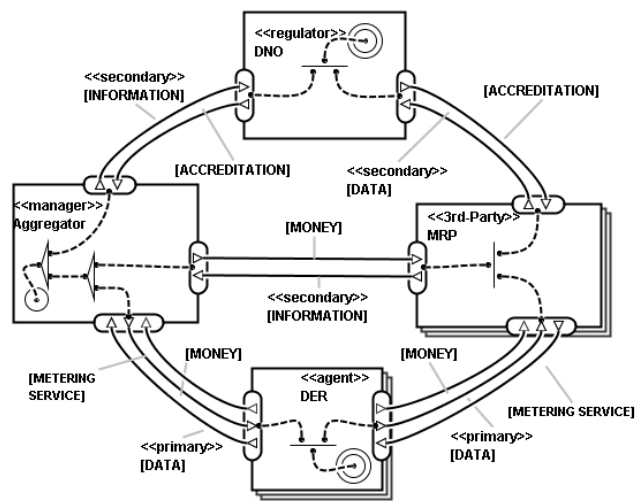 <<regulator>>
DNO
<<secondary>>
[INFORMATION]
[ACCREDITATION]
[ACCREDITATION]
<<secondary>>
[DATA]
<<manager>>
Aggregator
<<3rd-Party>>
MRP
[MONEY]
<<secondary>>
[INFORMATION]
[METERING
SERVICE]
[MONEY]
<<primary>>
[DATA]
<<agent>>
DER
[MONEY]
[METERING SERVICE]
<<primary>>
[DATA]